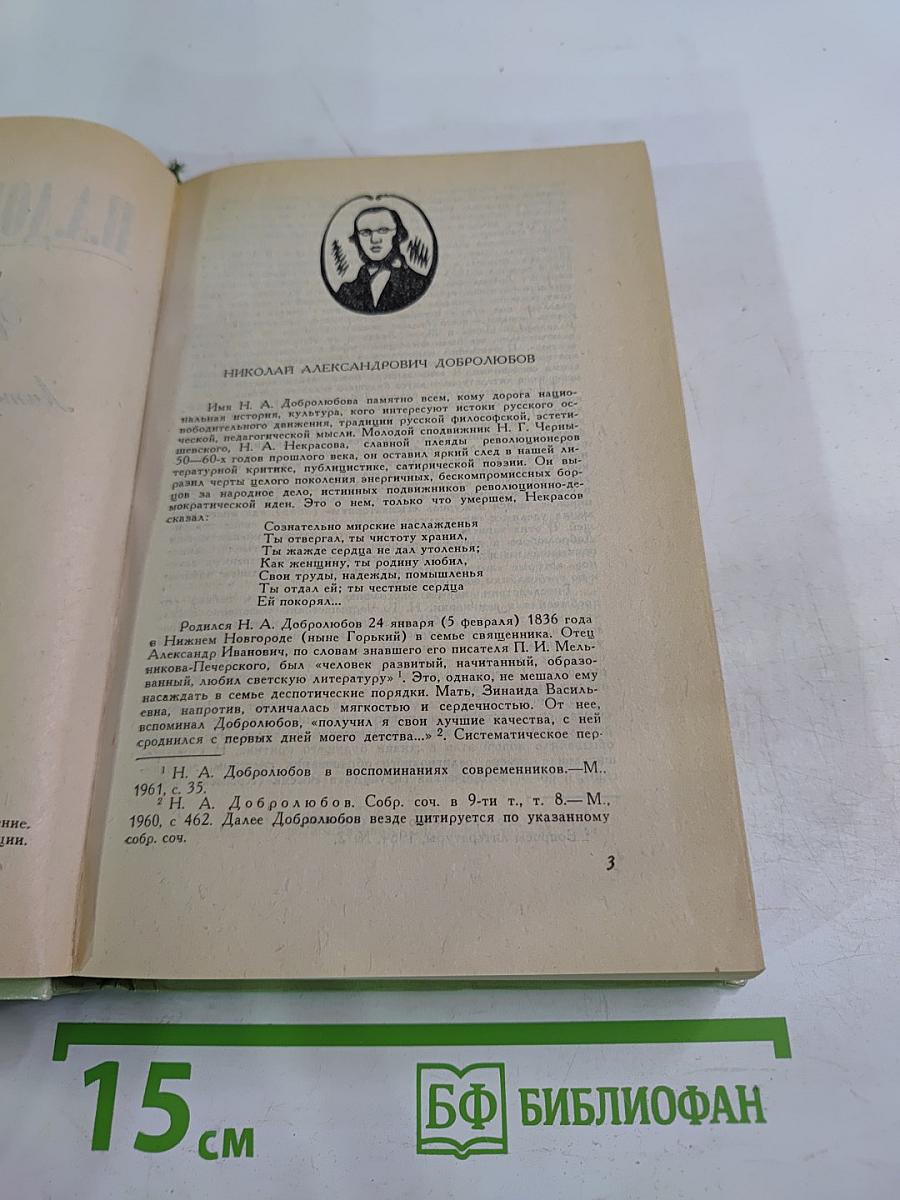 Н.А.ДО
НИКОЛАЙ АЛЕКСАНДРОВИЧ ДОБРОЛЮБОВ
Имя Н. А. Добролюбова памятно всем, кому дорога нацио-
нальная история, культура, кого интересуют истоки русского ос-
вободительного движения, традиции русской философской, эстети-
ческой, педагогической мысли. Молодой сподвижник Н. Г. Черны-
шевского, Н. А. Некрасова, славной плеяды революционеров
50—60-х годов прошлого века, он оставил яркий след в нашей ли-
тературной критике, публицистике, сатирической поэзии. Он вы-
разил черты целого поколения энергичных, бескомпромиссных бор-
цов за народное дело, истинных подвижников революционно-де-
мократической идеи. Это о нем, только что умершем, Некрасов
сказал:
Сознательно мирские наслажденья
Ты отвергал, ты чистоту хранил,
Ты жажде сердца не дал утоленья;
Как женщину, ты родину любил,
Свои труды, надежды, помышленья
Ты отдал ей; ты честные сердца
Ей покорял...
Родился Н. А. Добролюбов 24 января (5 февраля) 1836 года
в Нижнем Новгороде (ныне Горький) в семье священника. Отец
Александр Иванович, по словам знавшего его писателя П. И. Мель-
никова-Печерского, был «человек развитый, начитанный, образо-
ванный, любил светскую литературу» 1. Это, однако, не мешало ему
насаждать в семье деспотические порядки. Мать, Зинаида Василь-
евна, напротив, отличалась мягкостью и сердечностью. От нее,
вспоминал Добролюбов, «получил я свои лучшие качества, с ней
сроднился с первых дней моего детства...» 2. Систематическое пер-
1 Н. А. Добролюбов в воспоминаниях современников.—М.,
1961, с. 35.
2 Н. А. Добролюбов. Собр. соч. в 9-ти т., т. 8.—М.,
1960, с 462. Далее Добролюбов везде цитируется по указанному
собр. соч.
3
ние.
ции.
15 см
БФ БИБЛИОФАН